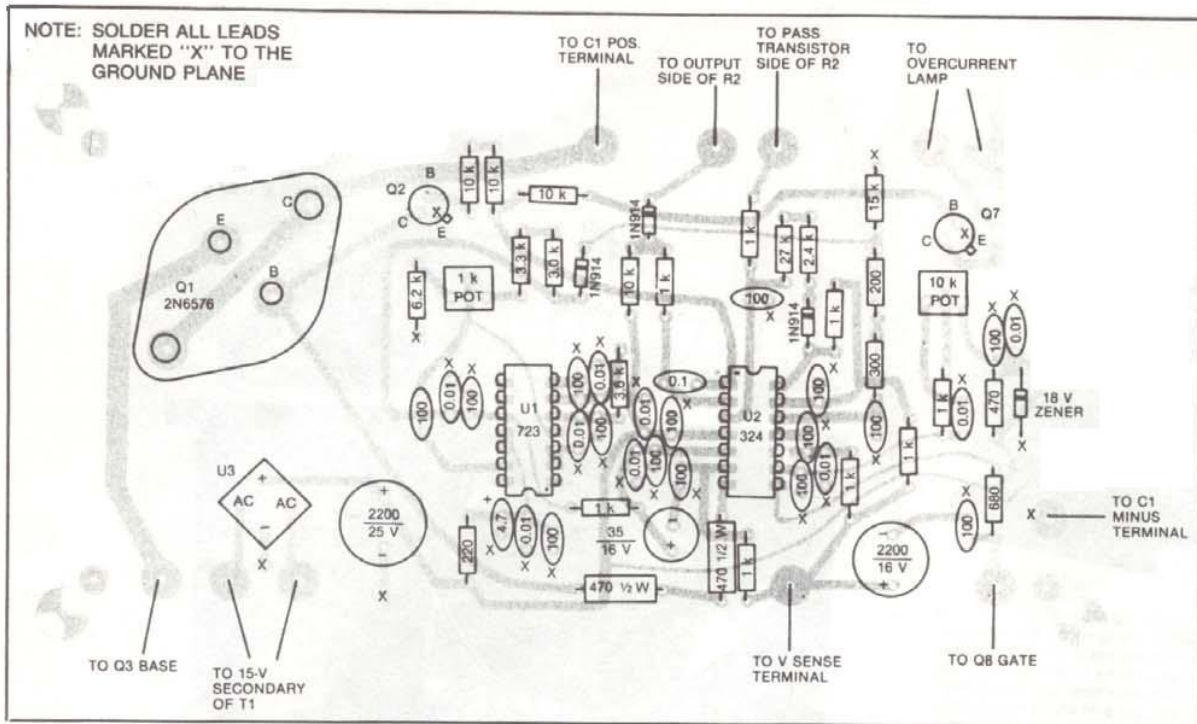 NOTE: SOLDER ALL LEADS
MARKED "X" TO THE
GROUND PLANE
TO C1 POS.
TERMINAL
TO OUTPUT
SIDE OF R2
TO PASS
TRANSISTOR
SIDE OF R2
TO
OVERCURRENT
LAMP
X
B
Q2
C
X
E
10 k
10 k
10 k
1N914
1 k
15 k
B
Q7
C
X
E
E
C
B
Q1
2N6576
6.2 k
X
1 k
POT
3.3 k
3.0 k
1N914
10 k
1 k
27 k
2.4 k
100
X
1N914
1 k
X
200
10 k
POT
X
X
100
0.01
300
X
X
X
100
0.01
100
U1
723
X
X
100
0.01
0.01
100
X
X
0.1
X
0.01
X
100
X
0.01
100
100
X
U2
324
100
X
X
100
X
0.01
100
X
100
X
1 k
1 k
1 k
X
0.01
470
18 V
ZENER
X
U3
+
AC
AC
−
X
+
2200
25 V
X
220
+
4.7
X
0.01
X
100
X
1 k
35
16 V
+
470 ½ W
470 1/2 W
1 k
−
2200
16 V
+
X
100
680
X
TO C1
MINUS
TERMINAL
TO Q3 BASE
TO 15-V
SECONDARY
OF T1
TO V SENSE
TERMINAL
TO Q8 GATE